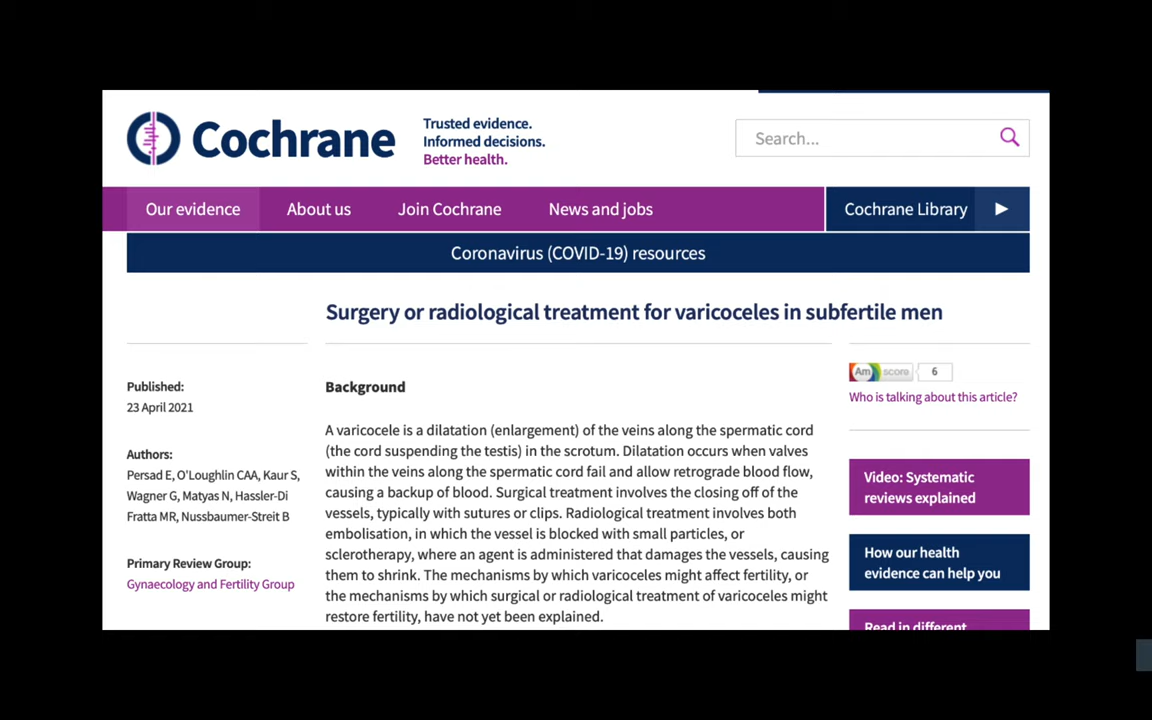 Cochrane
Trusted evidence.
Informed decisions.
Better health.
Search...
Our evidence
About us
Join Cochrane
News and jobs
Cochrane Library
Coronavirus (COVID-19) resources
Surgery or radiological treatment for varicoceles in subfertile men
Published:
23 April 2021
Authors:
Persad E, O'Loughlin CAA, Kaur S,
Wagner G, Matyas N, Hassler-Di
Fratta MR, Nussbaumer-Streit B
Primary Review Group:
Gynaecology and Fertility Group
Background
A varicocele is a dilatation (enlargement) of the veins along the spermatic cord
(the cord suspending the testis) in the scrotum. Dilatation occurs when valves
within the veins along the spermatic cord fail and allow retrograde blood flow,
causing a backup of blood. Surgical treatment involves the closing off of the
vessels, typically with sutures or clips. Radiological treatment involves both
embolisation, in which the vessel is blocked with small particles, or
sclerotherapy, where an agent is administered that damages the vessels, causing
them to shrink. The mechanisms by which varicoceles might affect fertility, or
the mechanisms by which surgical or radiological treatment of varicoceles might
restore fertility, have not yet been explained.
Am score 6
Who is talking about this article?
Video: Systematic
reviews explained
How our health
evidence can help you
Read in different